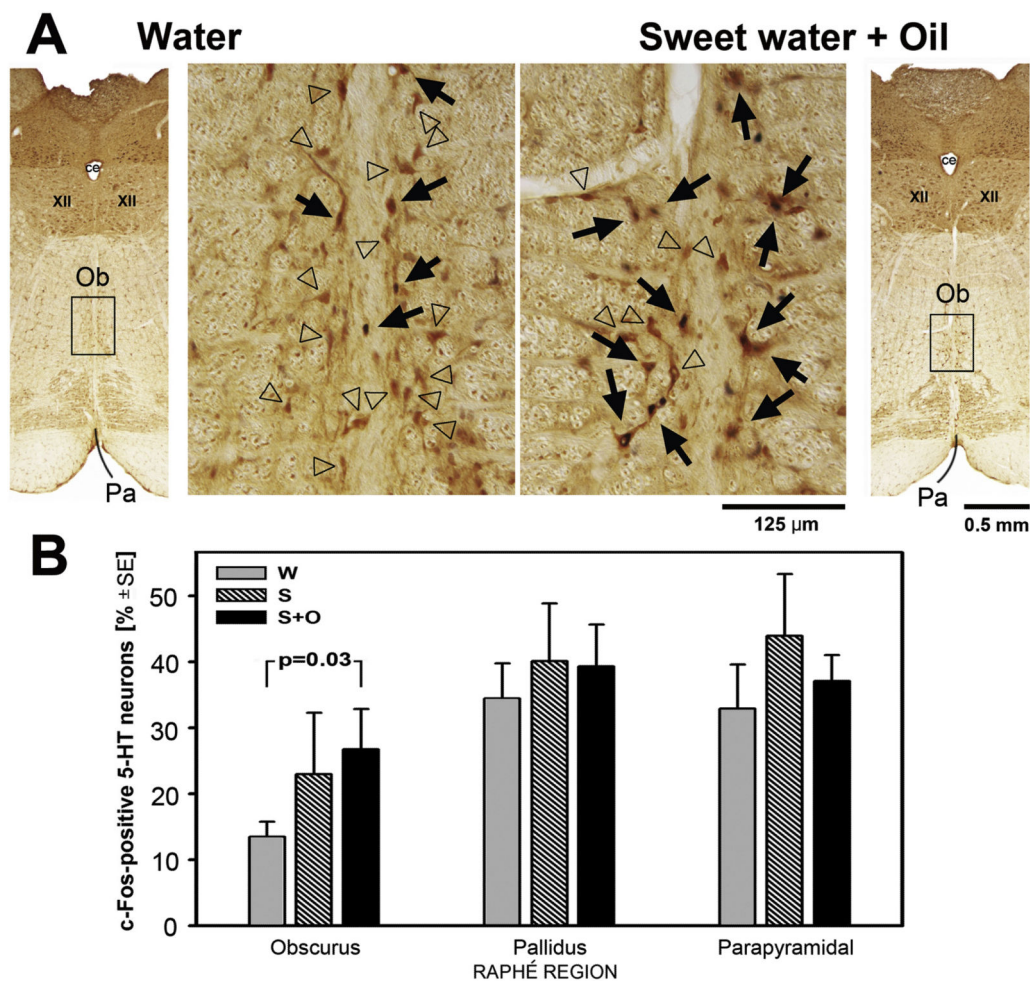 A
Water
Sweet water + Oil
ce
XII
XII
Ob
Pa
ce
XII
XII
Ob
Pa
125 µm
0.5 mm
B
c-Fos-positive 5-HT neurons [% ±SE]
50
40
30
20
10
0
W
S
S+O
p=0.03
Obscurus
Pallidus
Parapyramidal
RAPHÉ REGION